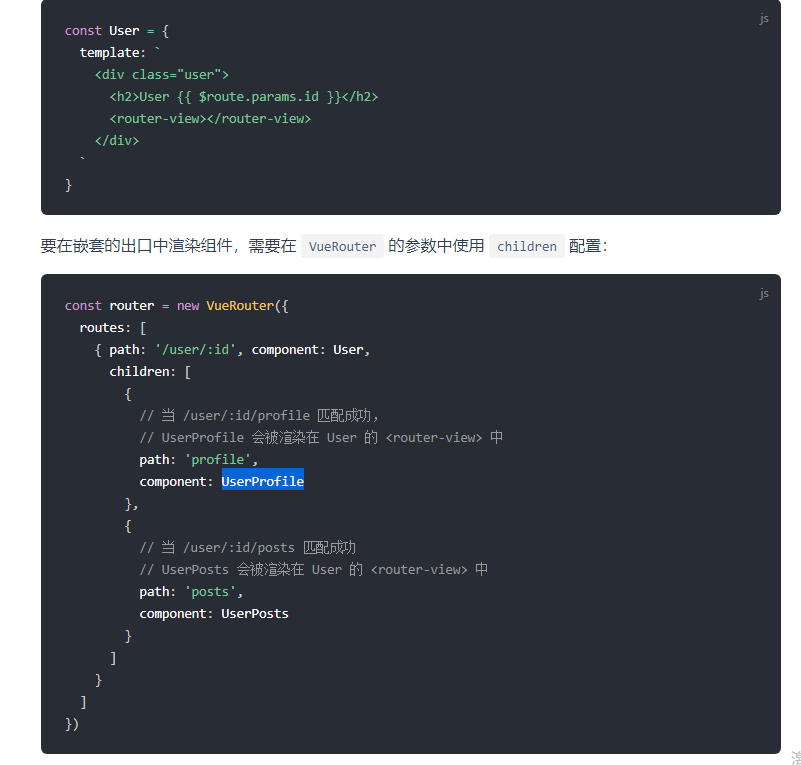 js
const User = {
  template: `
    <div class="user">
      <h2>User {{ $route.params.id }}</h2>
      <router-view></router-view>
    </div>
  `
}
要在嵌套的出口中渲染组件，需要在 VueRouter 的参数中使用 children 配置：
js
const router = new VueRouter({
  routes: [
    { path: '/user/:id', component: User,
      children: [
        {
          // 当 /user/:id/profile 匹配成功，
          // UserProfile 会被渲染在 User 的 <router-view> 中
          path: 'profile',
          component: UserProfile
        },
        {
          // 当 /user/:id/posts 匹配成功
          // UserPosts 会被渲染在 User 的 <router-view> 中
          path: 'posts',
          component: UserPosts
        }
      ]
    }
  ]
})